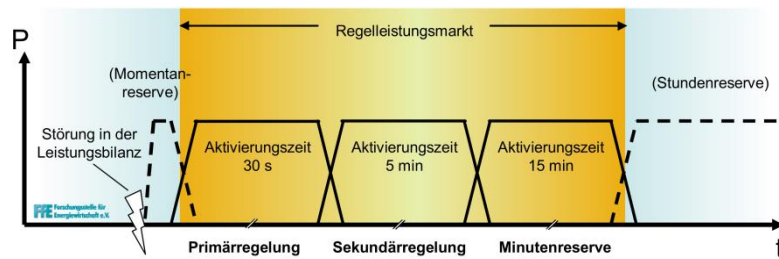 P
Regelleistungsmarkt
(Momentan-
reserve)
(Stundenreserve)
Störung in der
Leistungsbilanz
Aktivierungszeit
30 s
Aktivierungszeit
5 min
Aktivierungszeit
15 min
FfE Forschungsstelle für
Energiewirtschaft e.V.
Primärregelung
Sekundärregelung
Minutenreserve
t